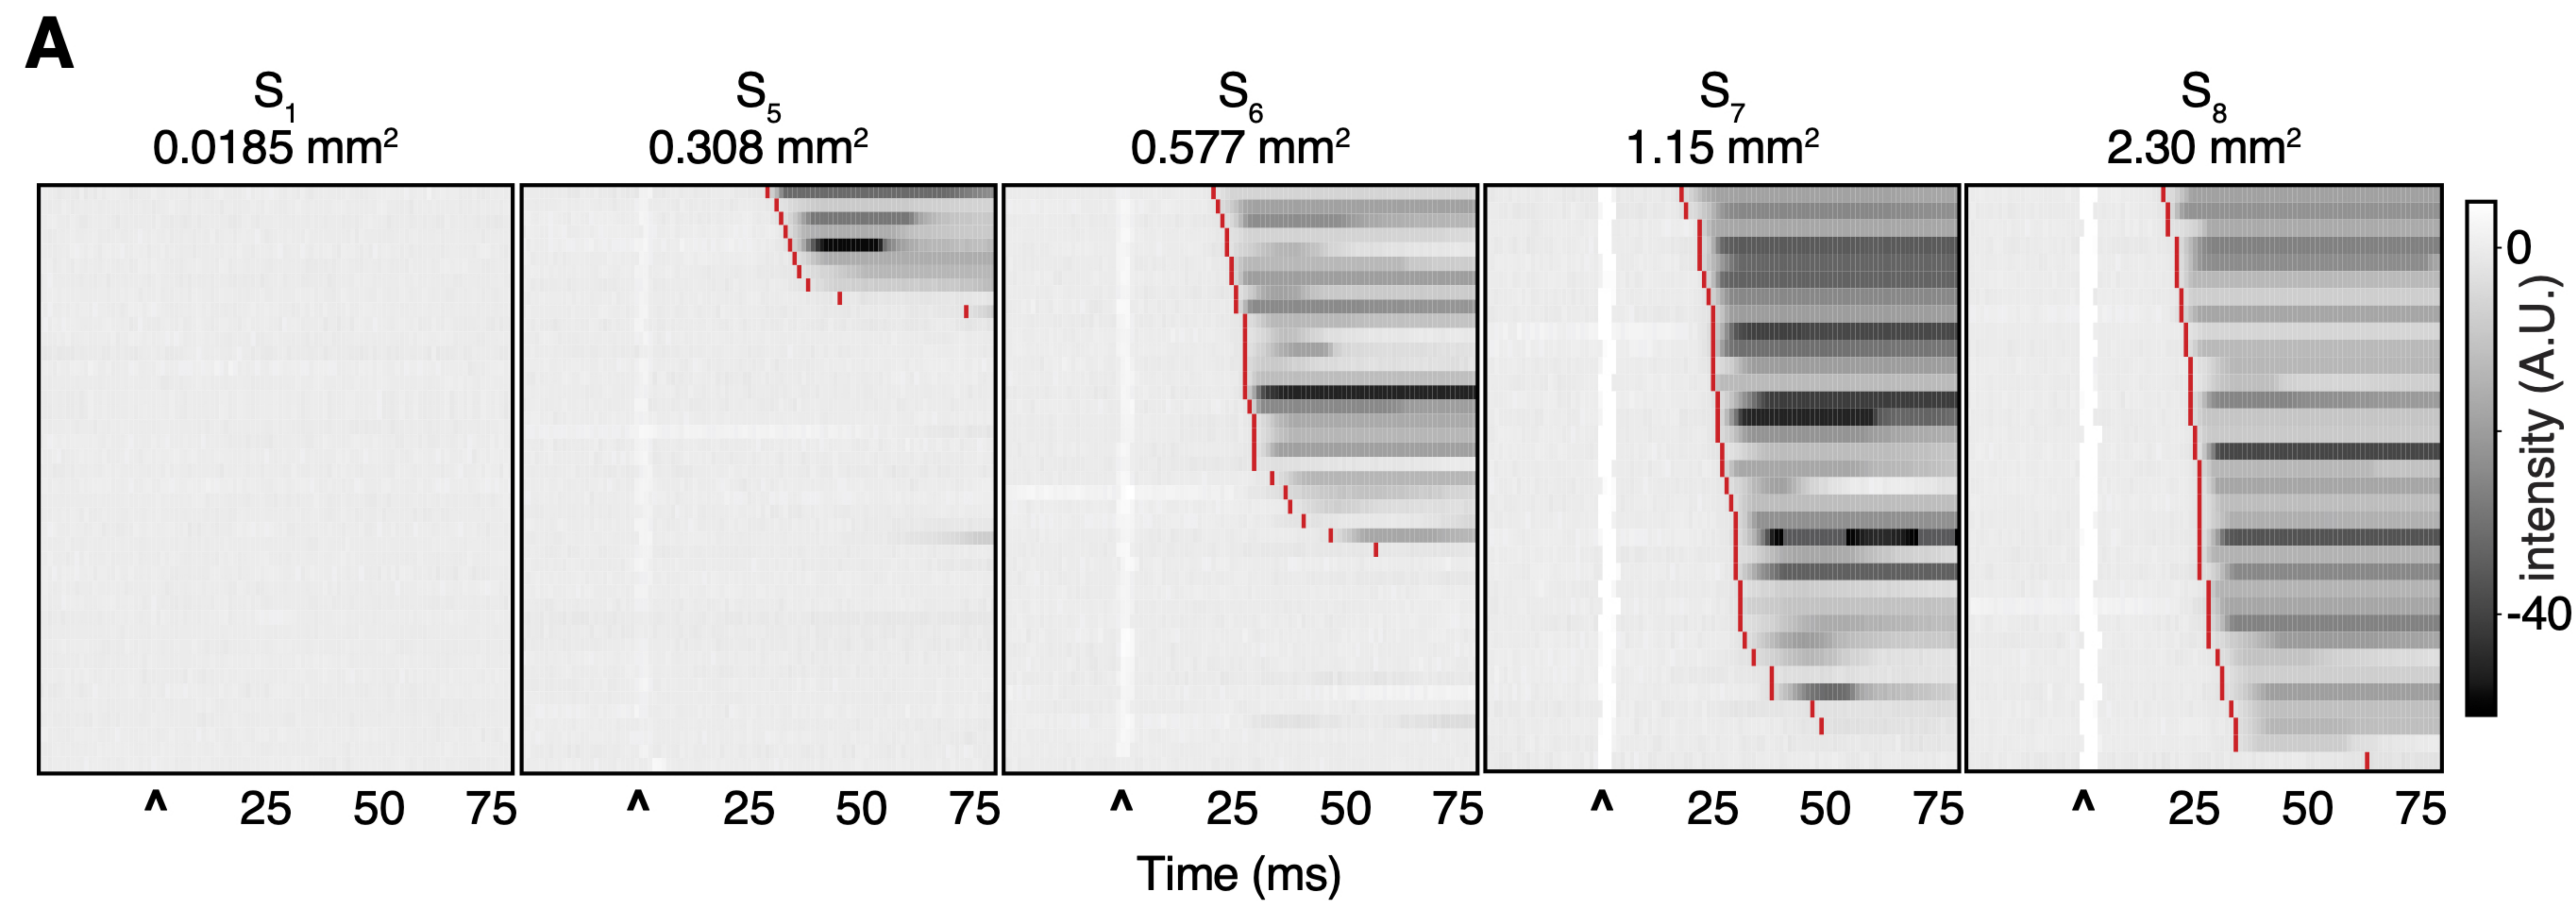 A
S1 S5 S6 S7 S8
0.0185 mm² 0.308 mm² 0.577 mm² 1.15 mm² 2.30 mm²
0
-40
intensity (A.U.)
^ 25 50 75 ^ 25 50 75 ^ 25 50 75 ^ 25 50 75 ^ 25 50 75
Time (ms)